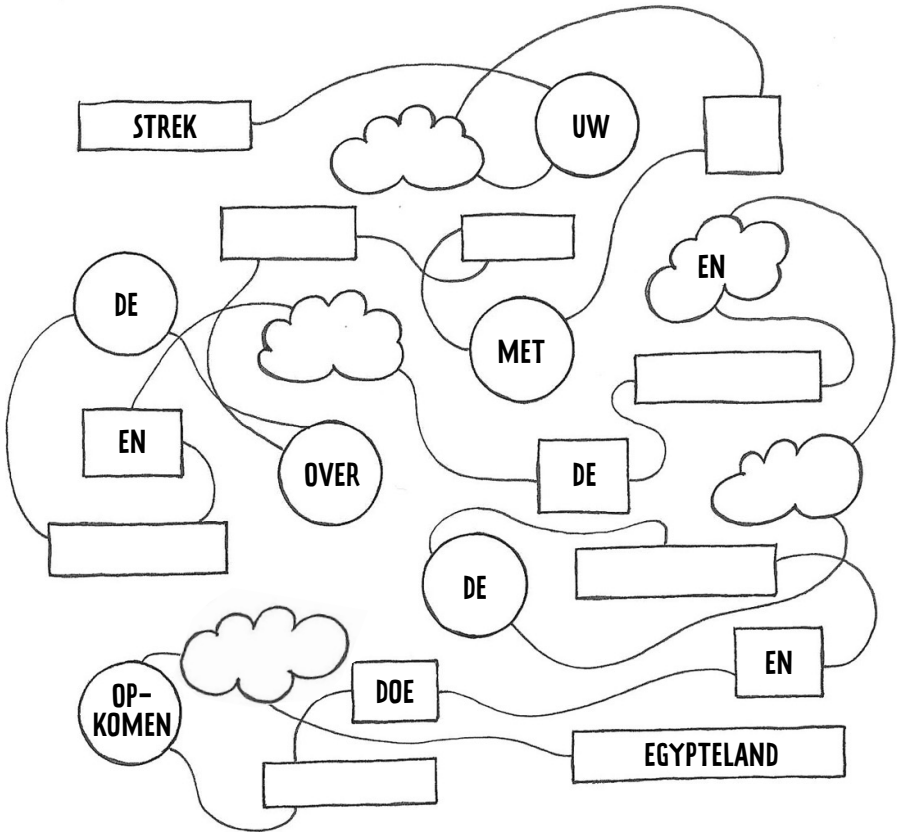 STREK
UW
EN
DE
MET
EN
DE
OVER
DE
EN
DOE
OP-
KOMEN
EGYPTELAND